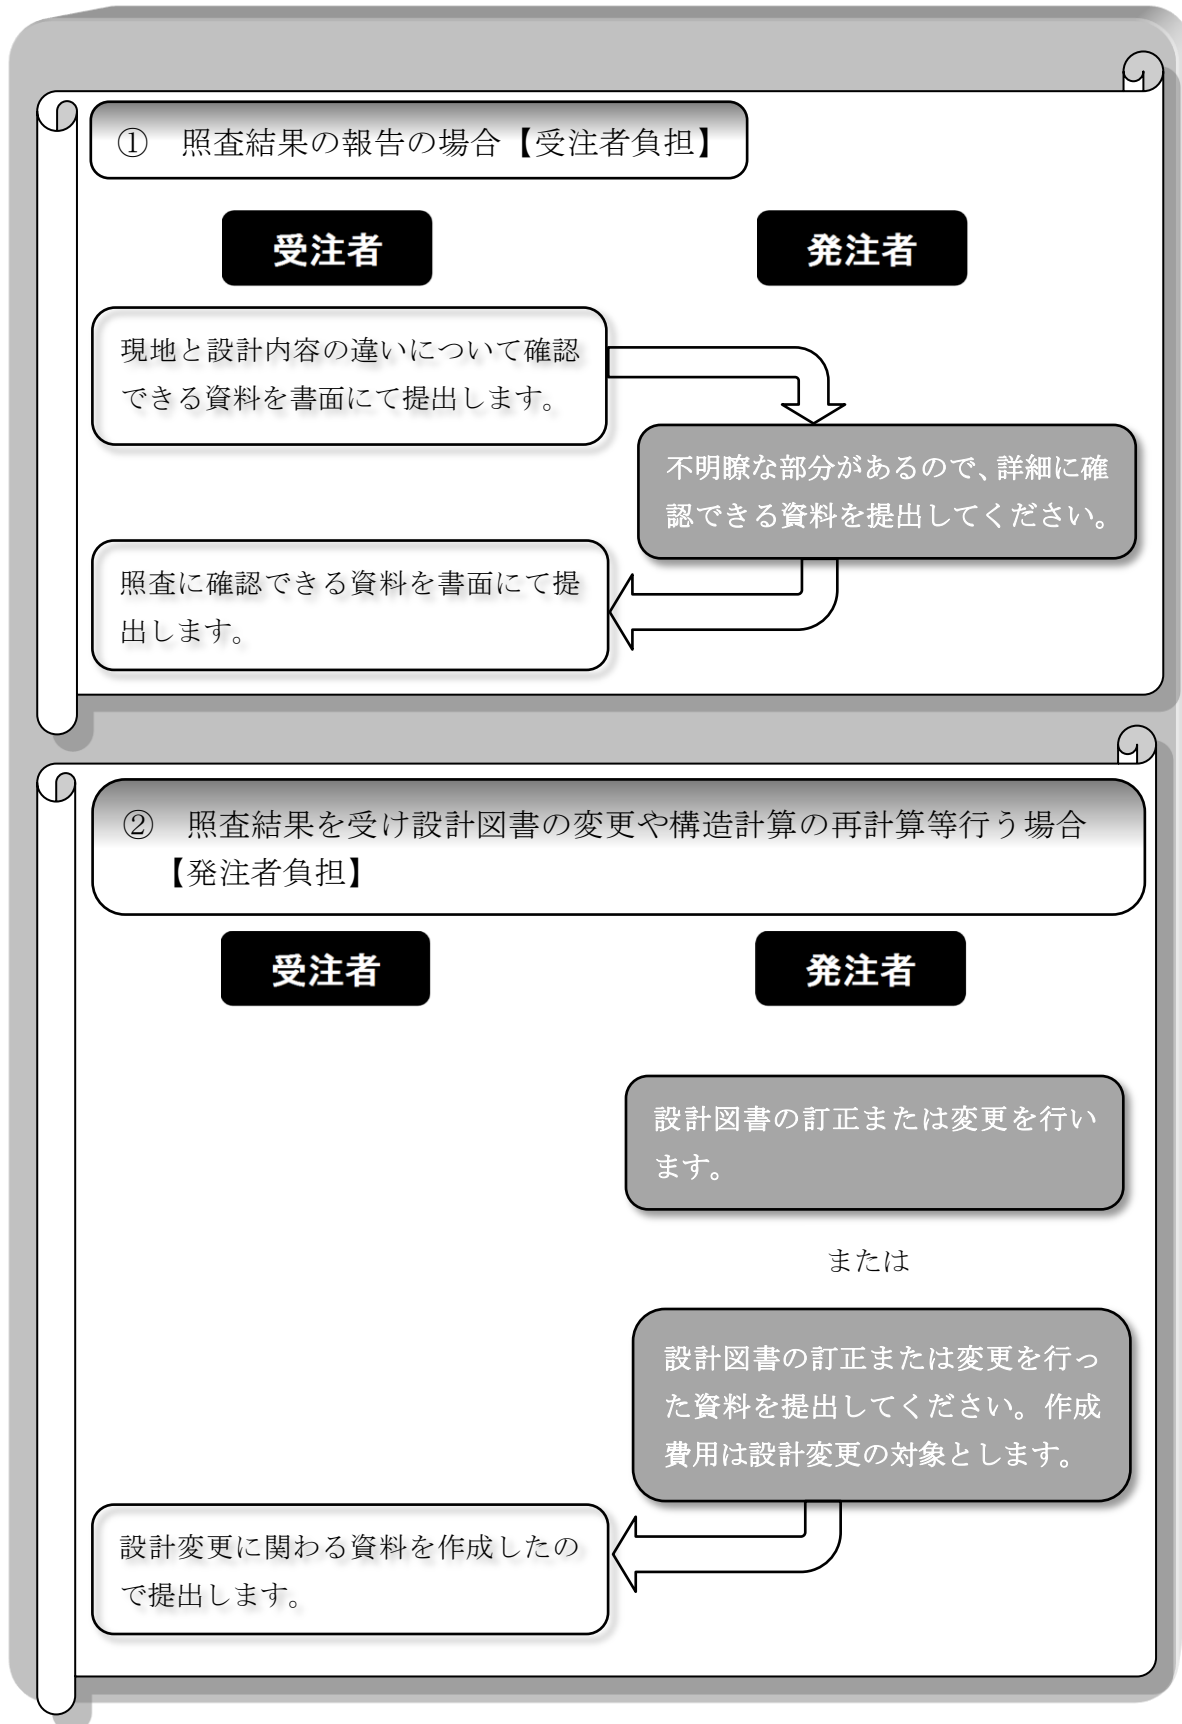 ① 照査結果の報告の場合【受注者負担】
受注者
発注者
現地と設計内容の違いについて確認
できる資料を書面にて提出します。
不明瞭な部分があるので、詳細に確
認できる資料を提出してください。
照査に確認できる資料を書面にて提
出します。
② 照査結果を受け設計図書の変更や構造計算の再計算等行う場合
【発注者負担】
受注者
発注者
設計図書の訂正または変更を行い
ます。
または
設計図書の訂正または変更を行っ
た資料を提出してください。作成
費用は設計変更の対象とします。
設計変更に関わる資料を作成したの
で提出します。